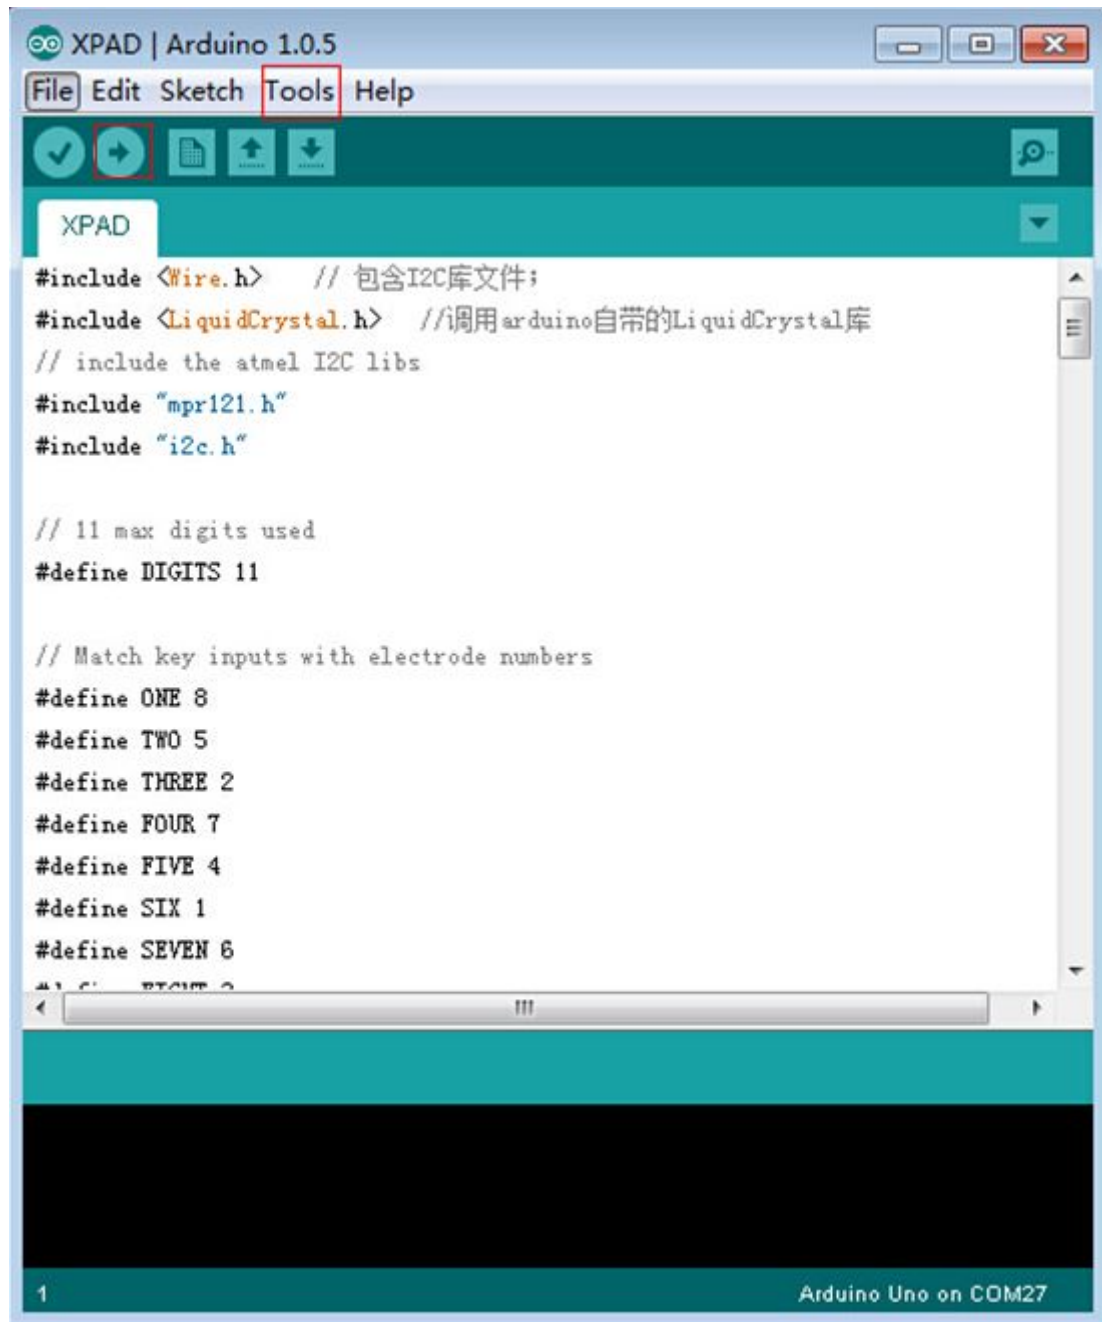 XPAD | Arduino 1.0.5
File Edit Sketch Tools Help
XPAD
#include <Wire.h> // 包含I2C库文件;
#include <LiquidCrystal.h> //调用arduino自带的LiquidCrystal库
// include the atmel I2C libs
#include "mpr121.h"
#include "i2c.h"
// 11 max digits used
#define DIGITS 11
// Match key inputs with electrode numbers
#define ONE 8
#define TWO 5
#define THREE 2
#define FOUR 7
#define FIVE 4
#define SIX 1
#define SEVEN 6
1
Arduino Uno on COM27